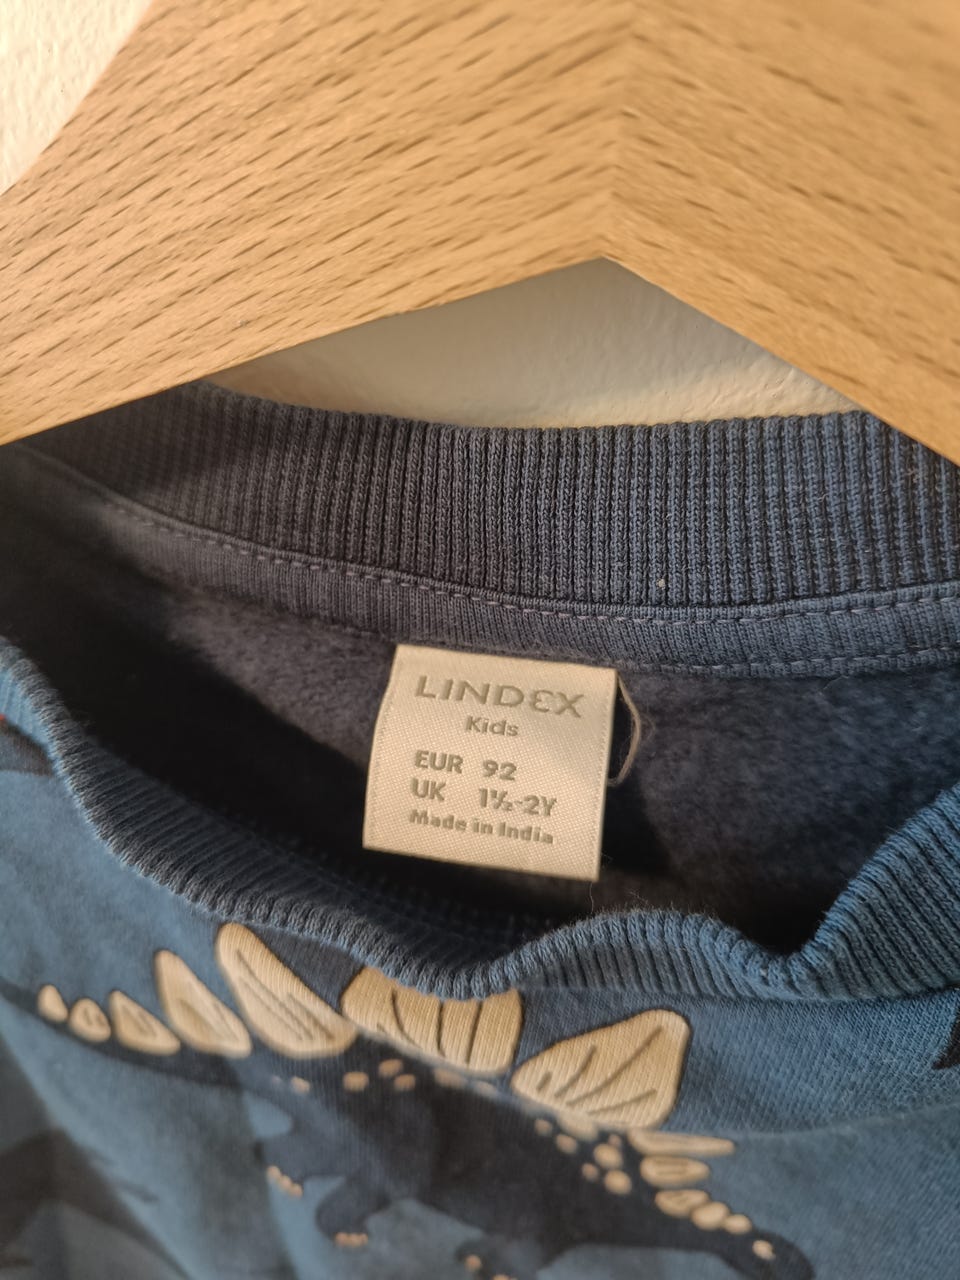 LINDEX
Kids
EUR 92
UK 1½-2Y
Made in India